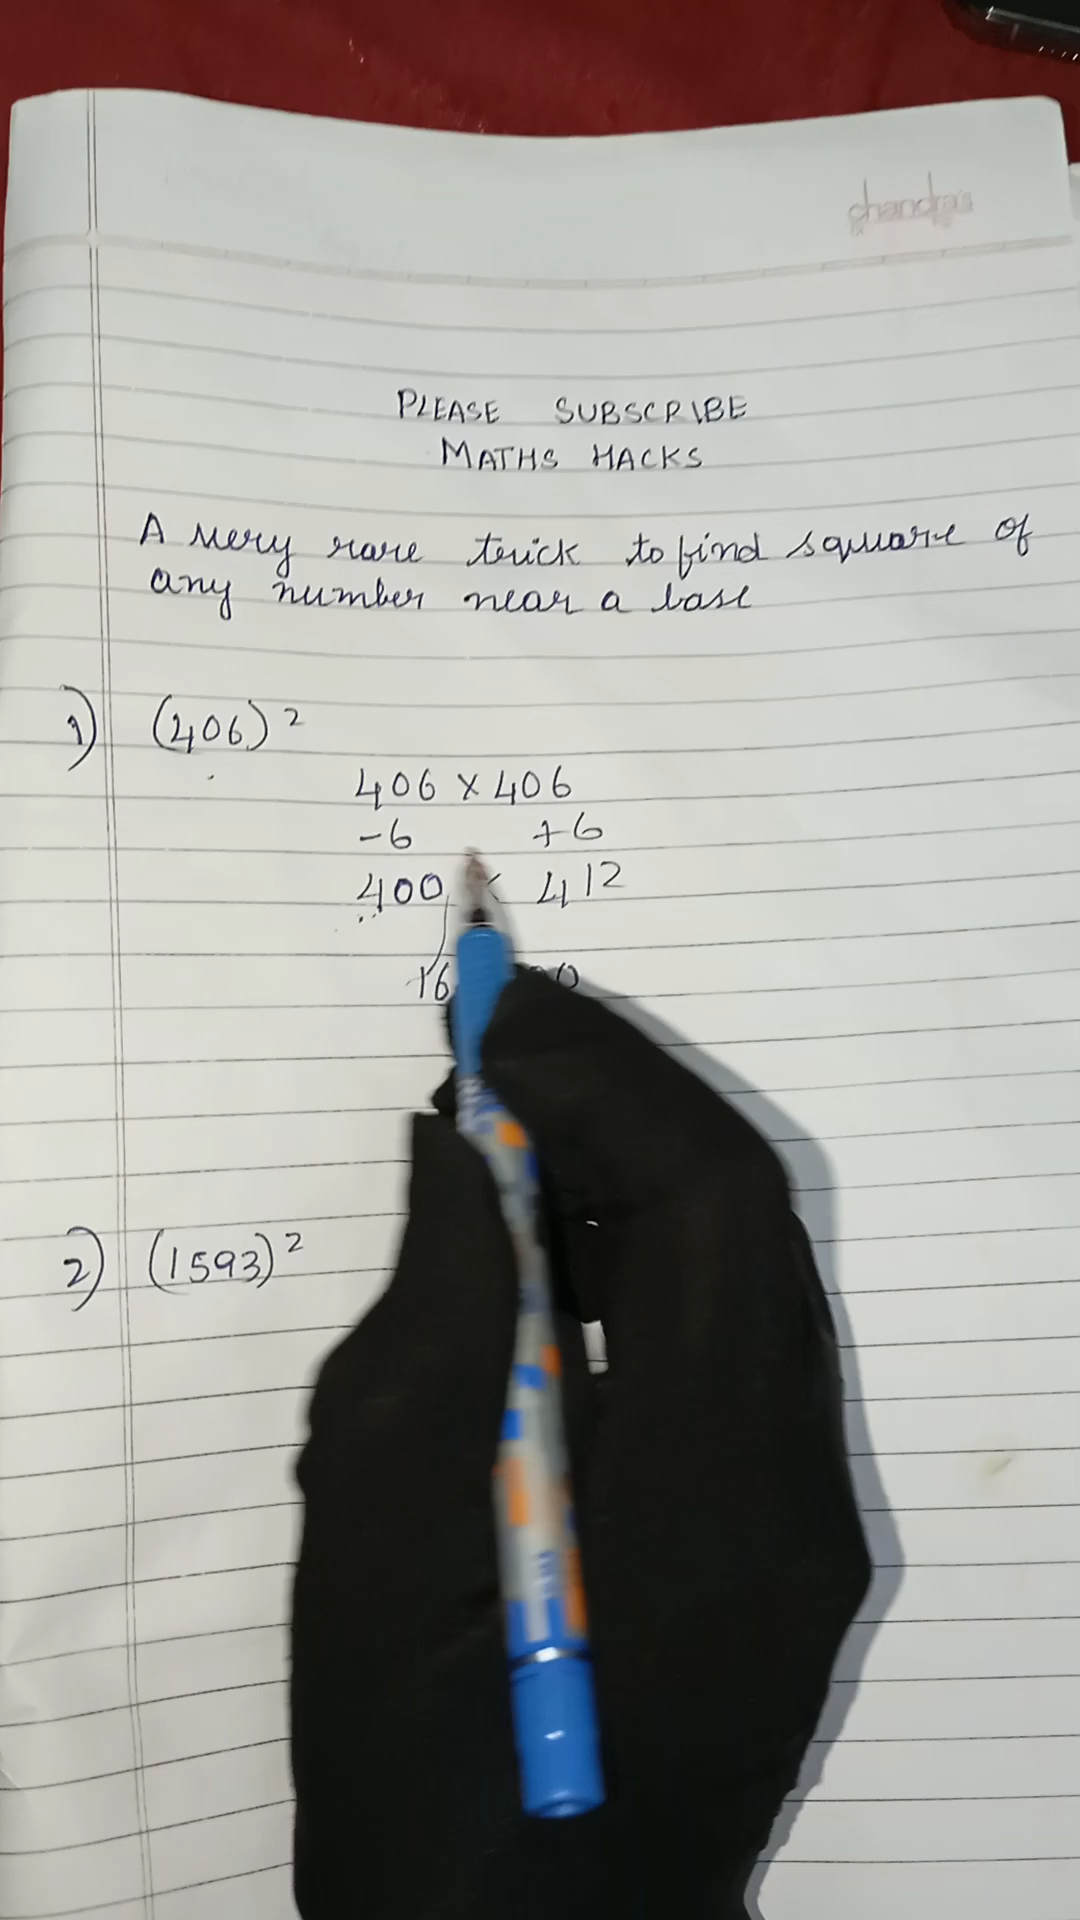 chandra's
PLEASE SUBSCRIBE
MATHS HACKS
A very rare trick to find square of
any number near a base
1) (406)²
406 × 406
-6 +6
400 × 412
16 0
2) (1593)²